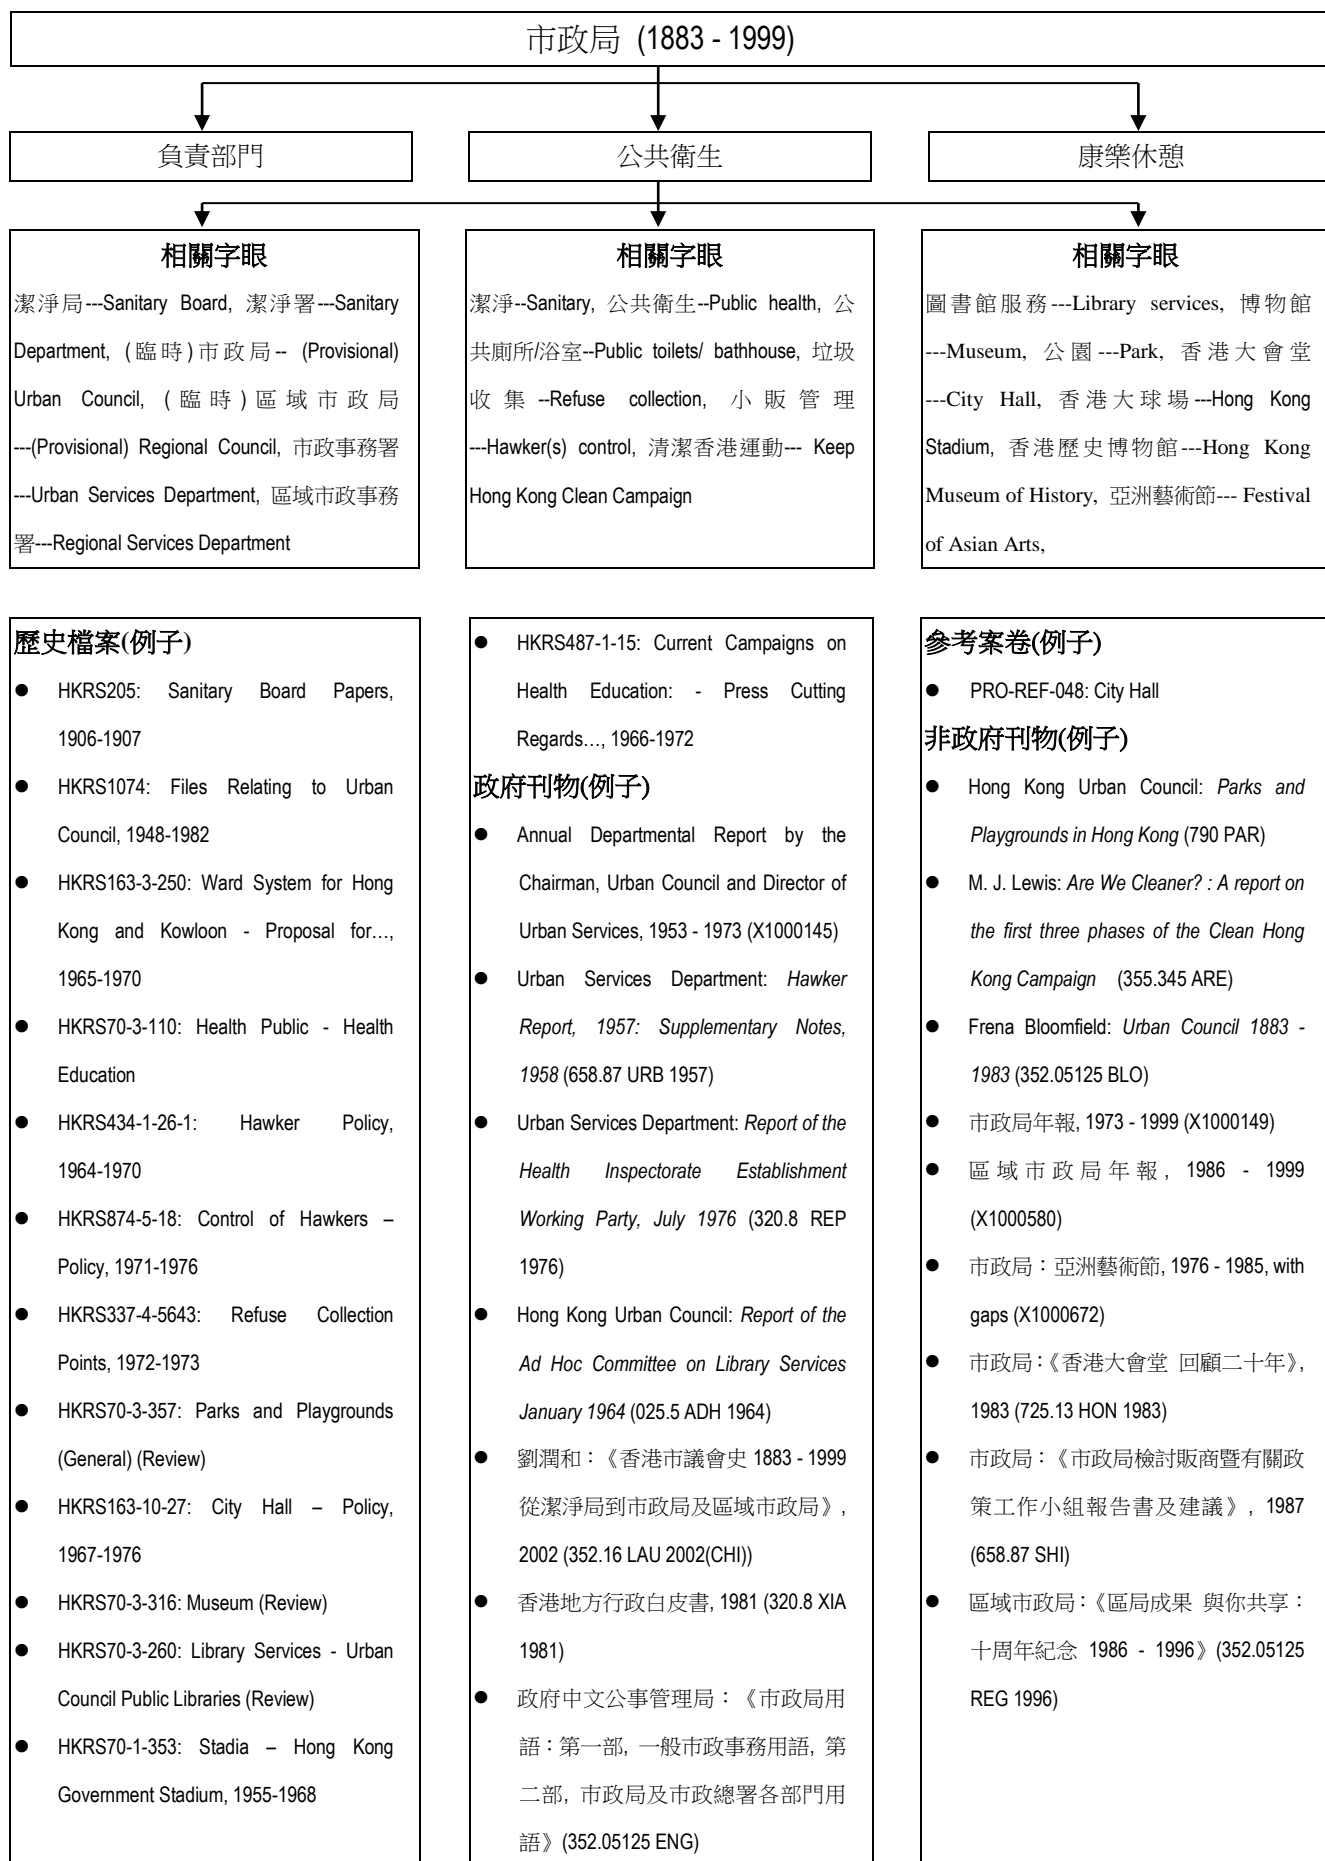 市政局 (1883 - 1999)
負責部門
公共衛生
康樂休憩
相關字眼
潔淨局---Sanitary Board, 潔淨署---Sanitary
Department, (臨時)市政局-- (Provisional)
Urban Council, (臨時)區域市政局
---(Provisional) Regional Council, 市政事務署
---Urban Services Department, 區域市政事務
署---Regional Services Department
相關字眼
潔淨--Sanitary, 公共衛生--Public health, 公
共廁所/浴室--Public toilets/ bathhouse, 垃圾
收集 --Refuse collection, 小販管理
---Hawker(s) control, 清潔香港運動--- Keep
Hong Kong Clean Campaign
相關字眼
圖書館服務---Library services, 博物館
---Museum, 公園---Park, 香港大會堂
---City Hall, 香港大球場---Hong Kong
Stadium, 香港歷史博物館---Hong Kong
Museum of History, 亞洲藝術節--- Festival
of Asian Arts,
歷史檔案(例子)
● HKRS205: Sanitary Board Papers,
1906-1907
● HKRS1074: Files Relating to Urban
Council, 1948-1982
● HKRS163-3-250: Ward System for Hong
Kong and Kowloon - Proposal for…,
1965-1970
● HKRS70-3-110: Health Public - Health
Education
● HKRS434-1-26-1: Hawker Policy,
1964-1970
● HKRS874-5-18: Control of Hawkers –
Policy, 1971-1976
● HKRS337-4-5643: Refuse Collection
Points, 1972-1973
● HKRS70-3-357: Parks and Playgrounds
(General) (Review)
● HKRS163-10-27: City Hall – Policy,
1967-1976
● HKRS70-3-316: Museum (Review)
● HKRS70-3-260: Library Services - Urban
Council Public Libraries (Review)
● HKRS70-1-353: Stadia – Hong Kong
Government Stadium, 1955-1968
● HKRS487-1-15: Current Campaigns on
Health Education: - Press Cutting
Regards…, 1966-1972
政府刊物(例子)
● Annual Departmental Report by the
Chairman, Urban Council and Director of
Urban Services, 1953 - 1973 (X1000145)
● Urban Services Department: Hawker
Report, 1957: Supplementary Notes,
1958 (658.87 URB 1957)
● Urban Services Department: Report of the
Health Inspectorate Establishment
Working Party, July 1976 (320.8 REP
1976)
● Hong Kong Urban Council: Report of the
Ad Hoc Committee on Library Services
January 1964 (025.5 ADH 1964)
● 劉潤和：《香港市議會史 1883 - 1999
從潔淨局到市政局及區域市政局》,
2002 (352.16 LAU 2002(CHI))
● 香港地方行政白皮書, 1981 (320.8 XIA
1981)
● 政府中文公事管理局：《市政局用
語：第一部, 一般市政事務用語, 第
二部, 市政局及市政總署各部門用
語》(352.05125 ENG)
參考案卷(例子)
● PRO-REF-048: City Hall
非政府刊物(例子)
● Hong Kong Urban Council: Parks and
Playgrounds in Hong Kong (790 PAR)
● M. J. Lewis: Are We Cleaner? : A report on
the first three phases of the Clean Hong
Kong Campaign (355.345 ARE)
● Frena Bloomfield: Urban Council 1883 -
1983 (352.05125 BLO)
● 市政局年報, 1973 - 1999 (X1000149)
● 區域市政局年報, 1986 - 1999
(X1000580)
● 市政局：亞洲藝術節, 1976 - 1985, with
gaps (X1000672)
● 市政局：《香港大會堂 回顧二十年》,
1983 (725.13 HON 1983)
● 市政局：《市政局檢討販商暨有關政
策工作小組報告書及建議》, 1987
(658.87 SHI)
● 區域市政局：《區局成果 與你共享：
十周年紀念 1986 - 1996》(352.05125
REG 1996)